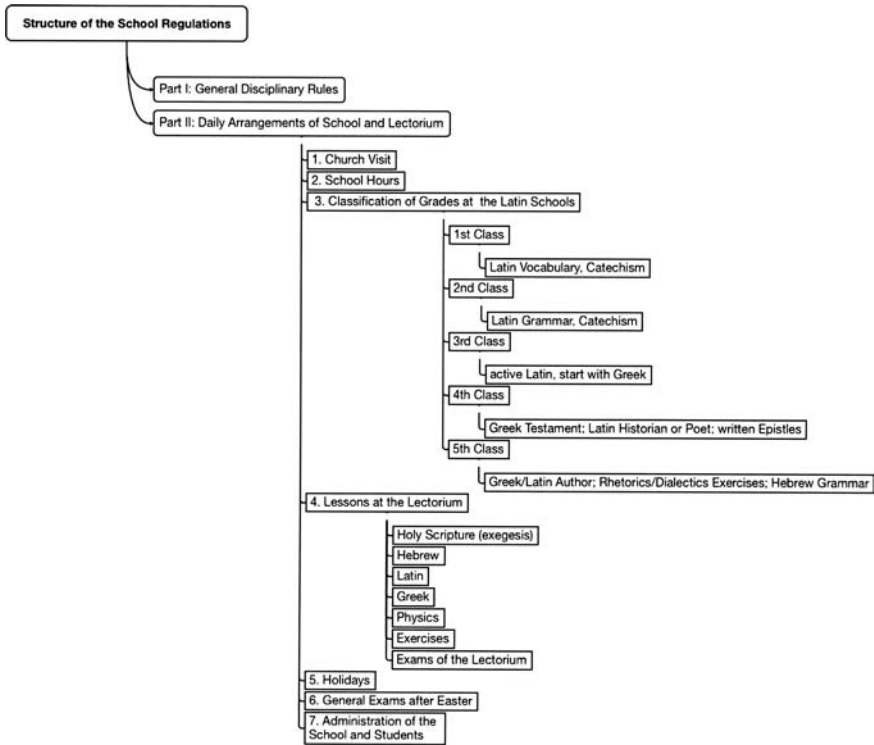 Structure of the School Regulations
Part I: General Disciplinary Rules
Part II: Daily Arrangements of School and Lectorium
1. Church Visit
2. School Hours
3. Classification of Grades at the Latin Schools
1st Class
Latin Vocabulary, Catechism
2nd Class
Latin Grammar, Catechism
3rd Class
active Latin, start with Greek
4th Class
Greek Testament; Latin Historian or Poet; written Epistles
5th Class
Greek/Latin Author; Rhetorics/Dialectics Exercises; Hebrew Grammar
4. Lessons at the Lectorium
Holy Scripture (exegesis)
Hebrew
Latin
Greek
Physics
Exercises
Exams of the Lectorium
5. Holidays
6. General Exams after Easter
7. Administration of the
School and Students